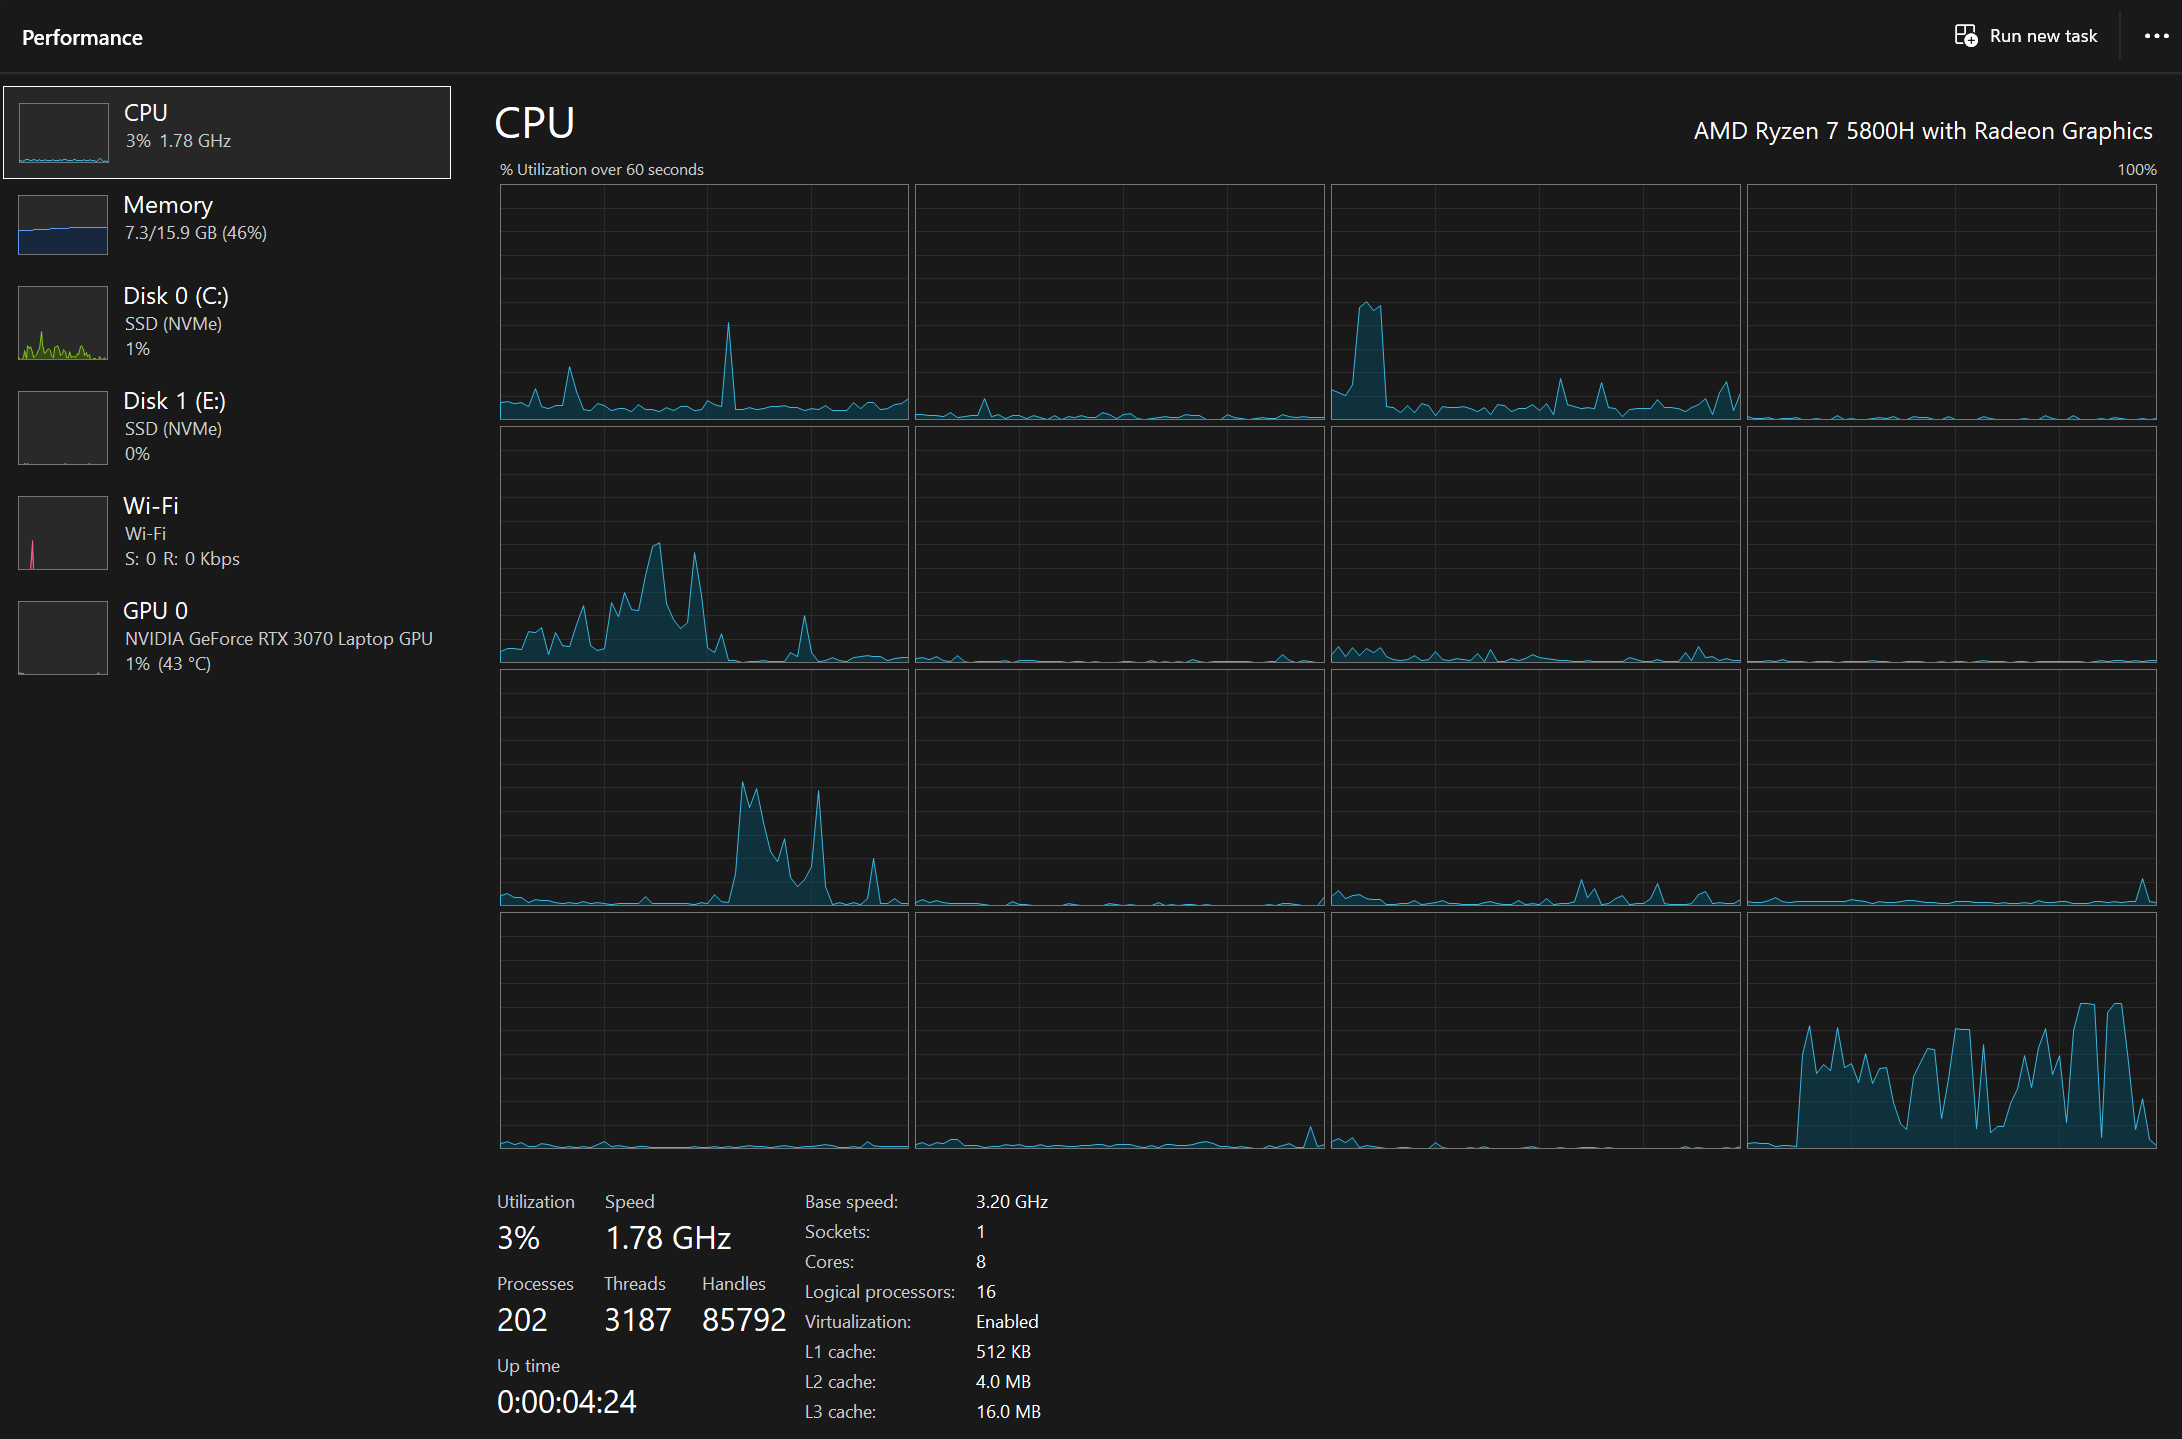 Performance
Run new task
CPU
3% 1.78 GHz
Memory
7.3/15.9 GB (46%)
Disk 0 (C:)
SSD (NVMe)
1%
Disk 1 (E:)
SSD (NVMe)
0%
Wi-Fi
Wi-Fi
S: 0 R: 0 Kbps
GPU 0
NVIDIA GeForce RTX 3070 Laptop GPU
1% (43 °C)
CPU
AMD Ryzen 7 5800H with Radeon Graphics
% Utilization over 60 seconds
100%
Utilization Speed
3% 1.78 GHz
Processes Threads Handles
202 3187 85792
Up time
0:00:04:24
Base speed: 3.20 GHz
Sockets: 1
Cores: 8
Logical processors: 16
Virtualization: Enabled
L1 cache: 512 KB
L2 cache: 4.0 MB
L3 cache: 16.0 MB